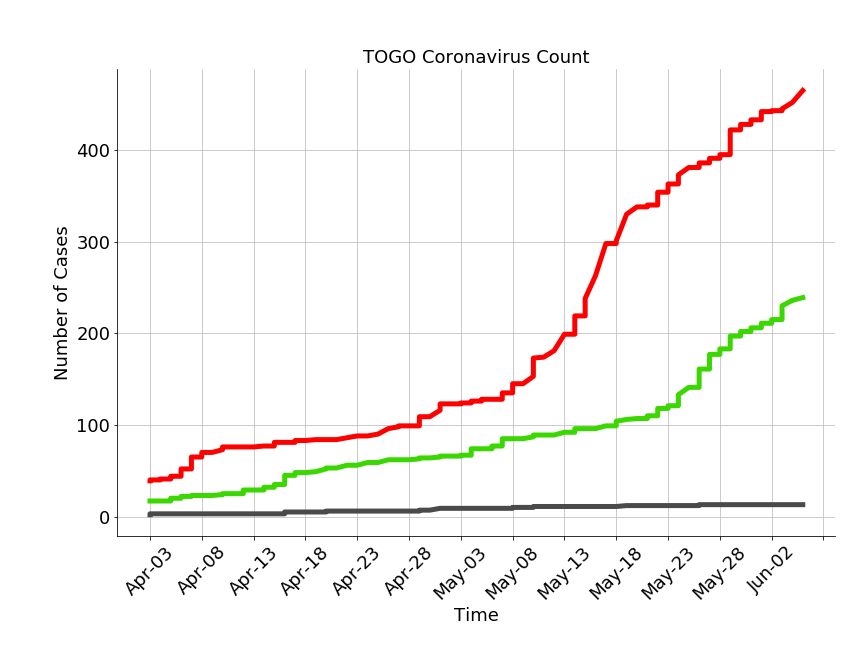 TOGO Coronavirus Count
Number of Cases
400
300
200
100
0
Apr-03
Apr-08
Apr-13
Apr-18
Apr-23
Apr-28
May-03
May-08
May-13
May-18
May-23
May-28
Jun-02
Time